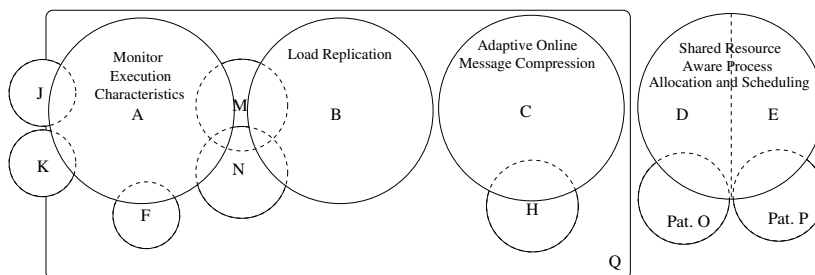 Monitor
Execution
Characteristics
A
J
K
F
M
N
Load Replication
B
Adaptive Online
Message Compression
C
H
Q
Shared Resource
Aware Process
Allocation and Scheduling
D
E
Pat. O
Pat. P